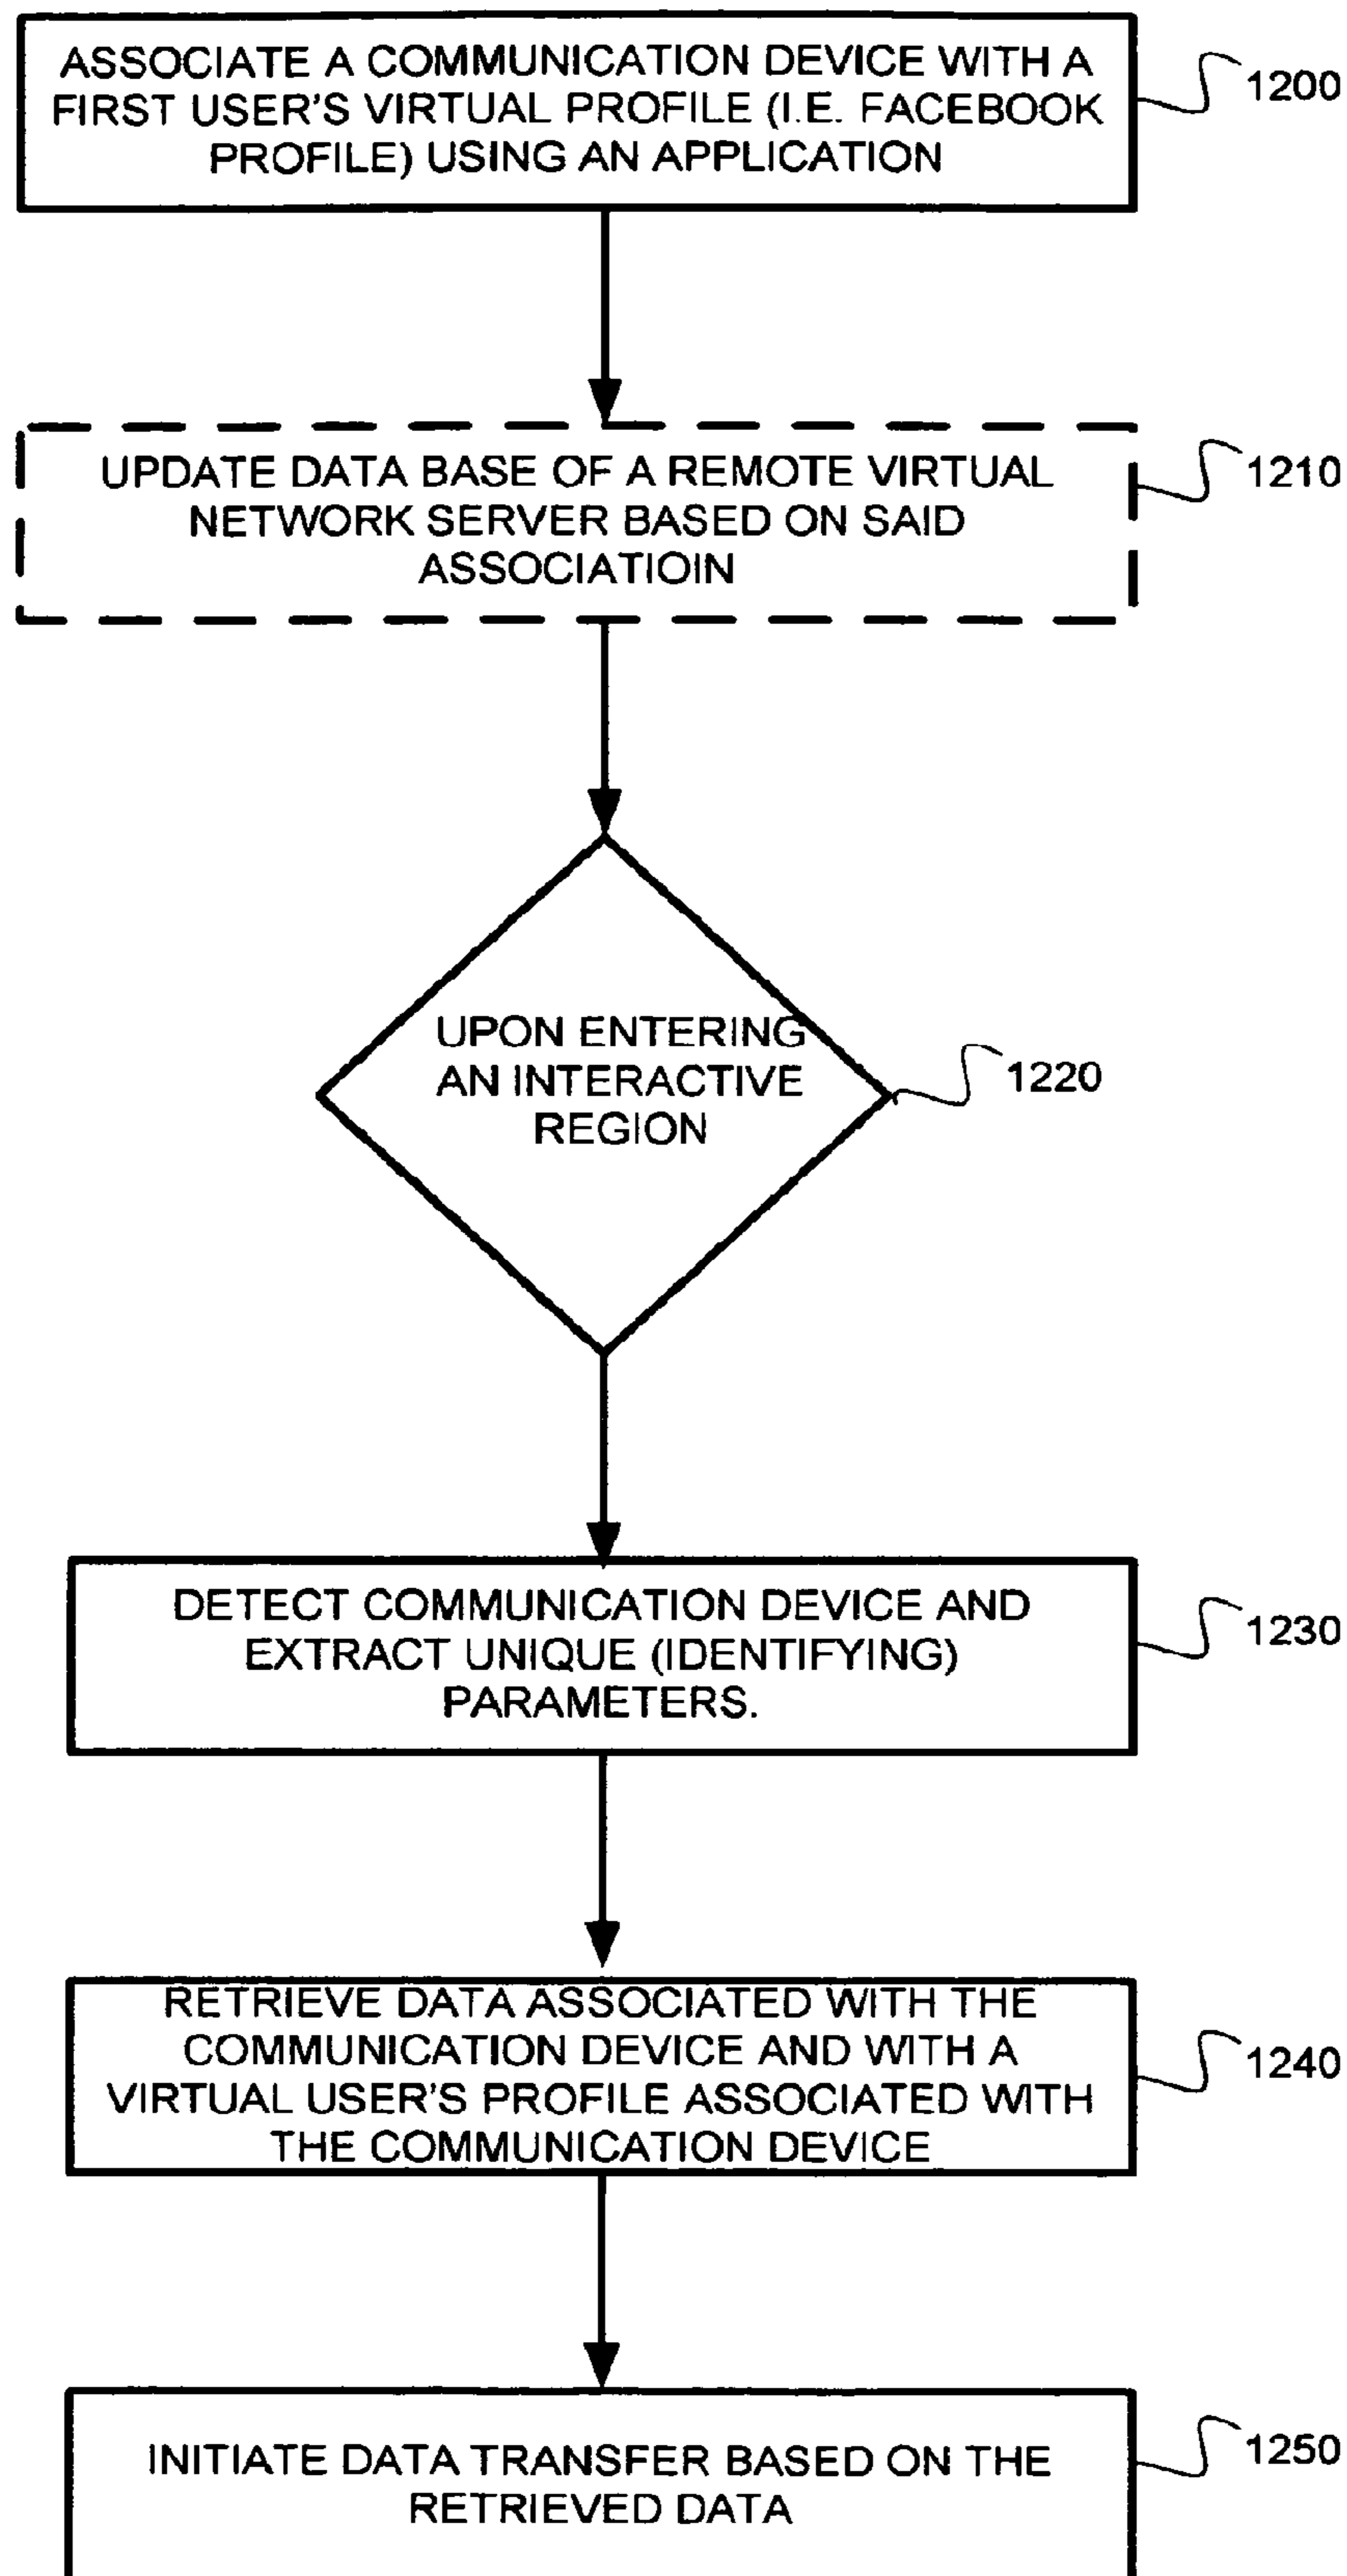 ASSOCIATE A COMMUNICATION DEVICE WITH A
FIRST USER'S VIRTUAL PROFILE (I.E. FACEBOOK
PROFILE) USING AN APPLICATION
1200
UPDATE DATA BASE OF A REMOTE VIRTUAL
NETWORK SERVER BASED ON SAID
ASSOCIATIOIN
1210
UPON ENTERING
AN INTERACTIVE
REGION
1220
DETECT COMMUNICATION DEVICE AND
EXTRACT UNIQUE (IDENTIFYING)
PARAMETERS.
1230
RETRIEVE DATA ASSOCIATED WITH THE
COMMUNICATION DEVICE AND WITH A
VIRTUAL USER'S PROFILE ASSOCIATED WITH
THE COMMUNICATION DEVICE
1240
INITIATE DATA TRANSFER BASED ON THE
RETRIEVED DATA
1250